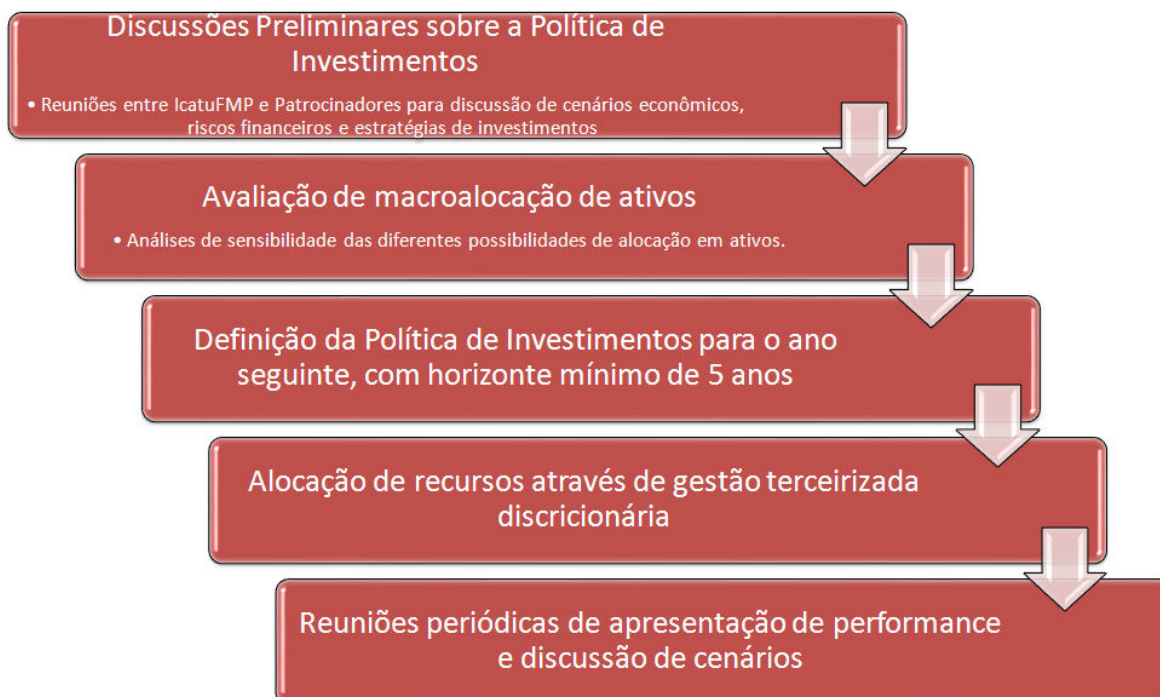 Discussões Preliminares sobre a Política de
Investimentos
• Reuniões entre IcatuFMP e Patrocinadores para discussão de cenários econômicos,
riscos financeiros e estratégias de investimentos
Avaliação de macroalocação de ativos
• Análises de sensibilidade das diferentes possibilidades de alocação em ativos.
Definição da Política de Investimentos para o ano
seguinte, com horizonte mínimo de 5 anos
Alocação de recursos através de gestão terceirizada
discricionária
Reuniões periódicas de apresentação de performance
e discussão de cenários